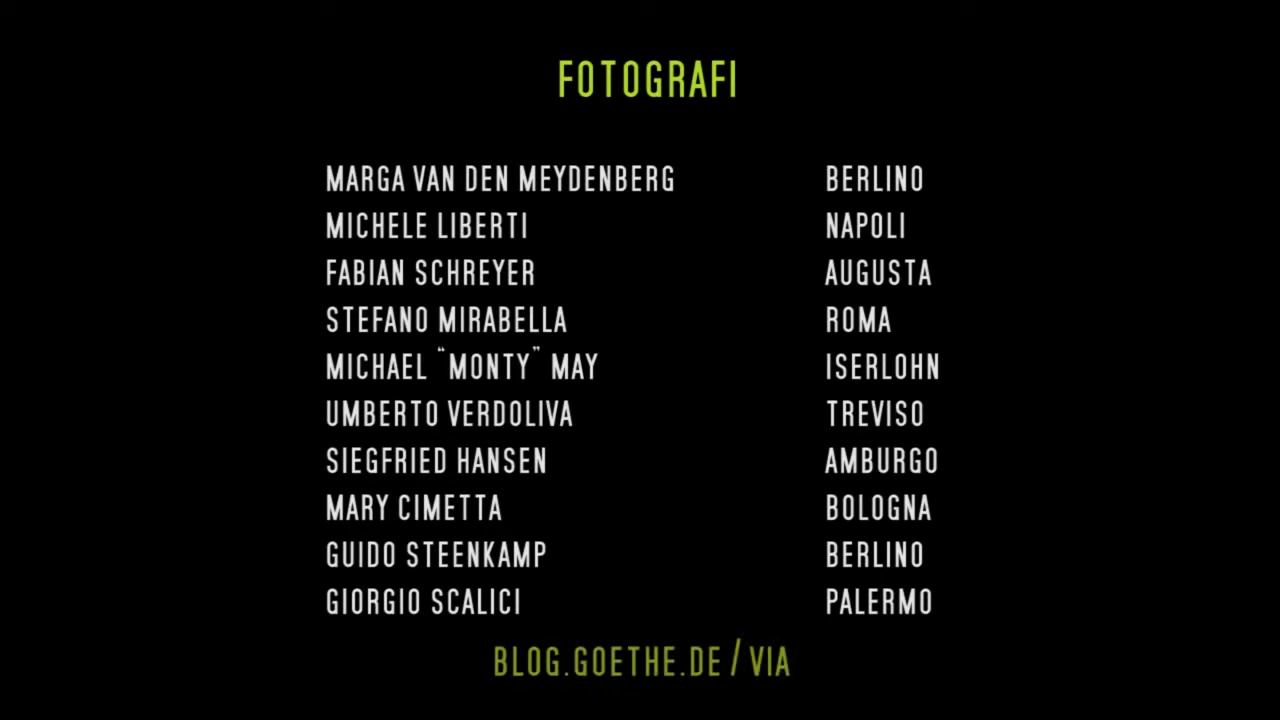 FOTOGRAFI
MARGA VAN DEN MEYDENBERG BERLINO
MICHELE LIBERTI NAPOLI
FABIAN SCHREYER AUGUSTA
STEFANO MIRABELLA ROMA
MICHAEL “MONTY” MAY ISERLOHN
UMBERTO VERDOLIVA TREVISO
SIEGFRIED HANSEN AMBURGO
MARY CIMETTA BOLOGNA
GUIDO STEENKAMP BERLINO
GIORGIO SCALICI PALERMO
BLOG.GOETHE.DE/VIA